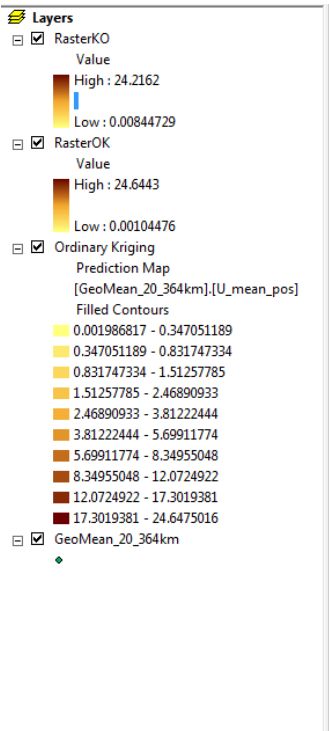 Layers
RasterKO
Value
High : 24.2162
Low : 0.00844729
RasterOK
Value
High : 24.6443
Low : 0.00104476
Ordinary Kriging
Prediction Map
[GeoMean_20_364km].[U_mean_pos]
Filled Contours
0.001986817 - 0.347051189
0.347051189 - 0.831747334
0.831747334 - 1.51257785
1.51257785 - 2.46890933
2.46890933 - 3.81222444
3.81222444 - 5.69911774
5.69911774 - 8.34955048
8.34955048 - 12.0724922
12.0724922 - 17.3019381
17.3019381 - 24.6475016
GeoMean_20_364km